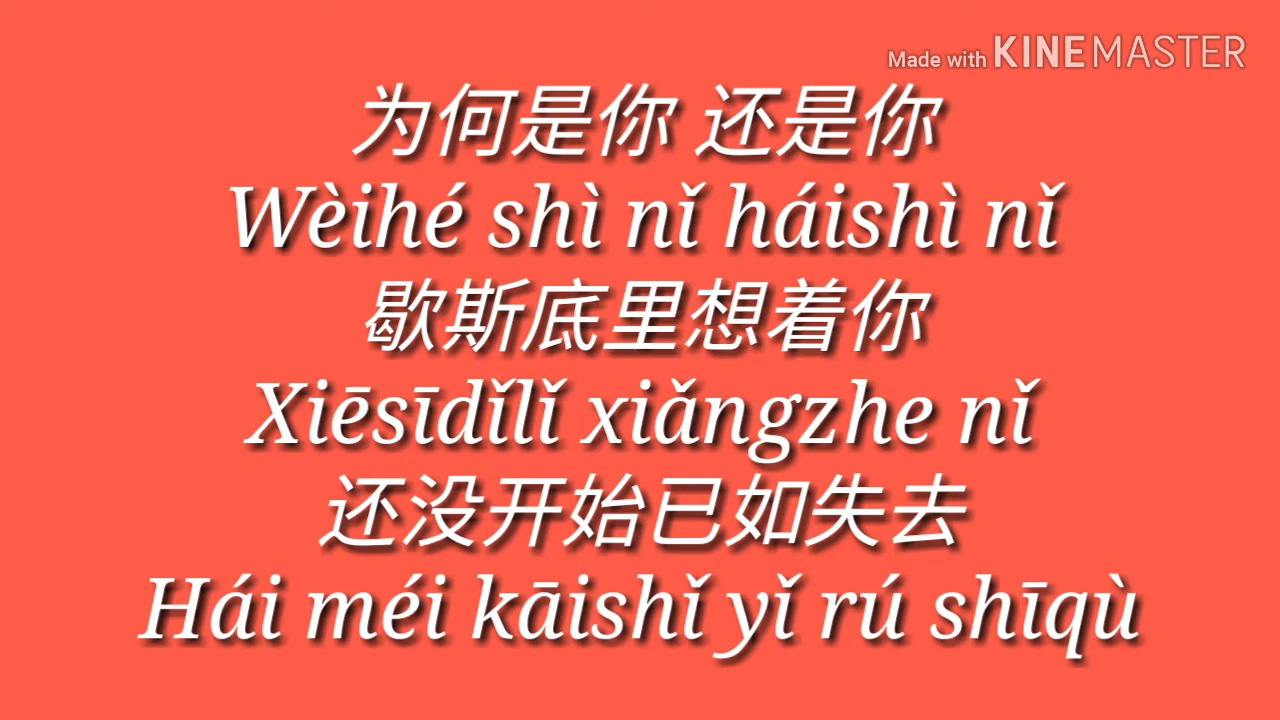 Made with KINEMASTER
为何是你 还是你
Wèihé shì nǐ háishì nǐ
歇斯底里想着你
Xiēsīdǐlǐ xiǎngzhe nǐ
还没开始已如失去
Hái méi kāishǐ yǐ rú shīqù